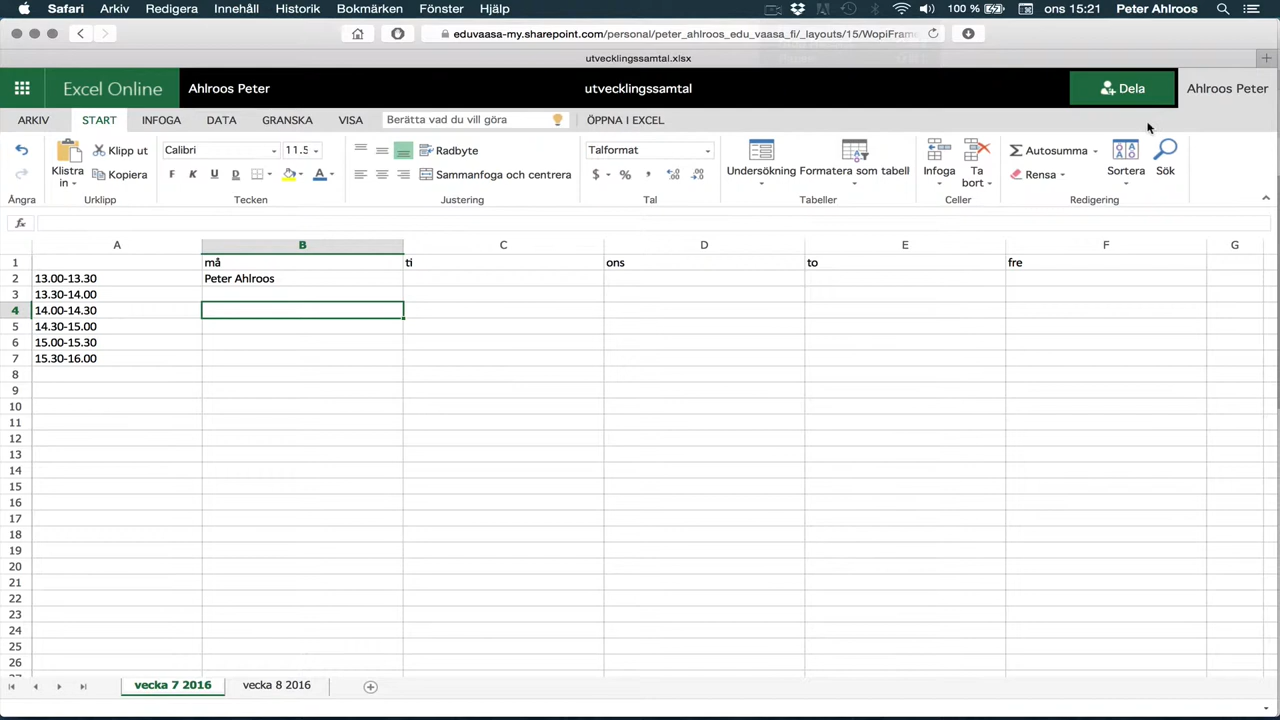 Safari Arkiv Redigera Innehåll Historik Bokmärken Fönster Hjälp 100 % ons 15:21 Peter Ahlroos
eduvaasa-my.sharepoint.com/personal/peter_ahlroos_edu_vaasa_fi/_layouts/15/WopiFrame
utvecklingssamtal.xlsx
Excel Online Ahlroos Peter utvecklingssamtal Dela Ahlroos Peter
ARKIV START INFOGA DATA GRANSKA VISA Berätta vad du vill göra ÖPPNA I EXCEL
Klipp ut Calibri 11.5 Radbyte Talformat Autosumma
Klistra in Kopiera F K U D A Sammanfoga och centrera $ % Undersökning Formatera som tabell Infoga Ta bort Rensa Sortera Sök
Ångra Urklipp Tecken Justering Tal Tabeller Celler Redigering
fx
A B C D E F G
1 må ti ons to fre
2 13.00-13.30 Peter Ahlroos
3 13.30-14.00
4 14.00-14.30
5 14.30-15.00
6 15.00-15.30
7 15.30-16.00
8
9
10
11
12
13
14
15
16
17
18
19
20
21
22
23
24
25
26
vecka 7 2016 vecka 8 2016